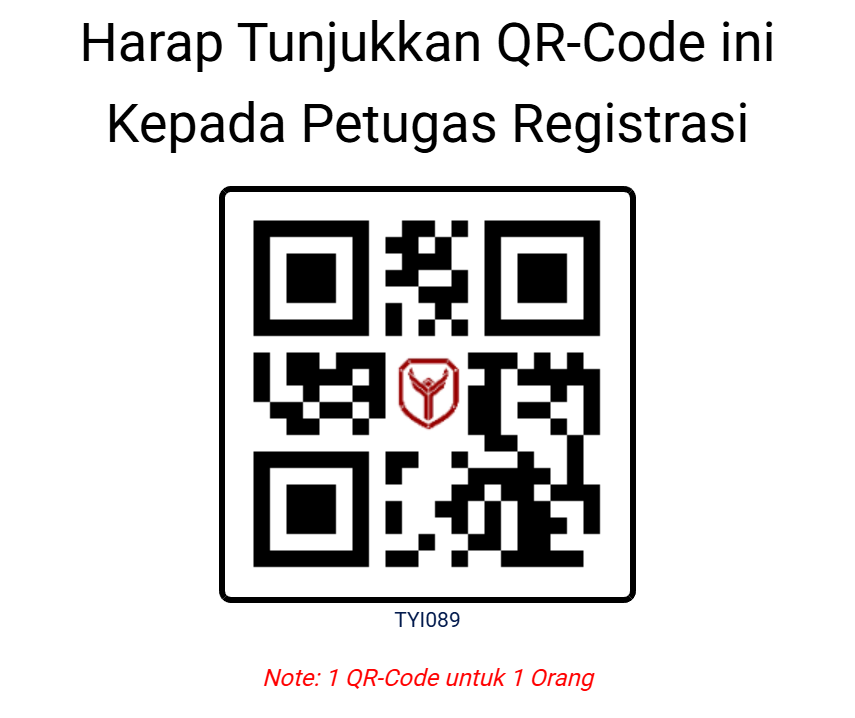 Harap Tunjukkan QR-Code ini
Kepada Petugas Registrasi
TYI089
Note: 1 QR-Code untuk 1 Orang